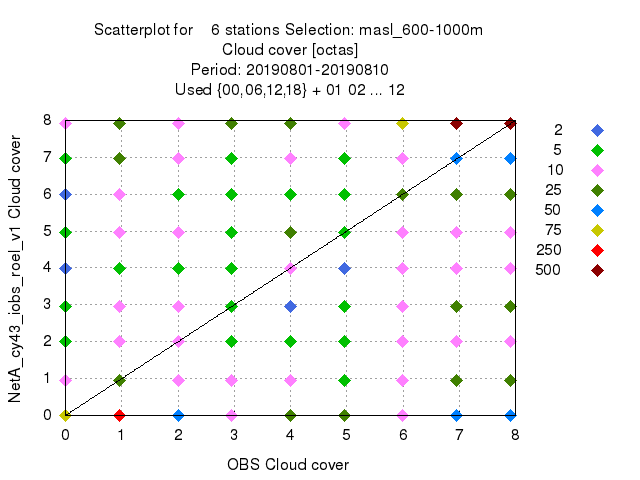 Scatterplot for 6 stations Selection: masl_600-1000m
Cloud cover [octas]
Period: 20190801-20190810
Used {00,06,12,18} + 01 02 ... 12
NetA_cy43_iobs_roel_v1 Cloud cover
8
7
6
5
4
3
2
1
0
0 1 2 3 4 5 6 7 8
OBS Cloud cover
2
5
10
25
50
75
250
500